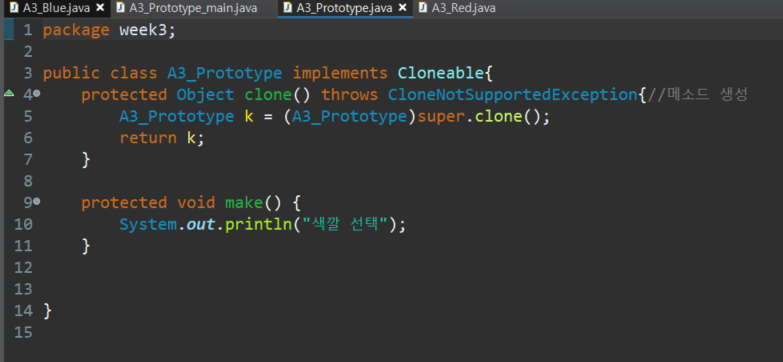 A3_Blue.java A3_Prototype_main.java A3_Prototype.java A3_Red.java
1 package week3;
2
3 public class A3_Prototype implements Cloneable{
4 protected Object clone() throws CloneNotSupportedException{//메소드 생성
5 A3_Prototype k = (A3_Prototype)super.clone();
6 return k;
7 }
8
9 protected void make() {
10 System.out.println("색깔 선택");
11 }
12
13
14 }
15